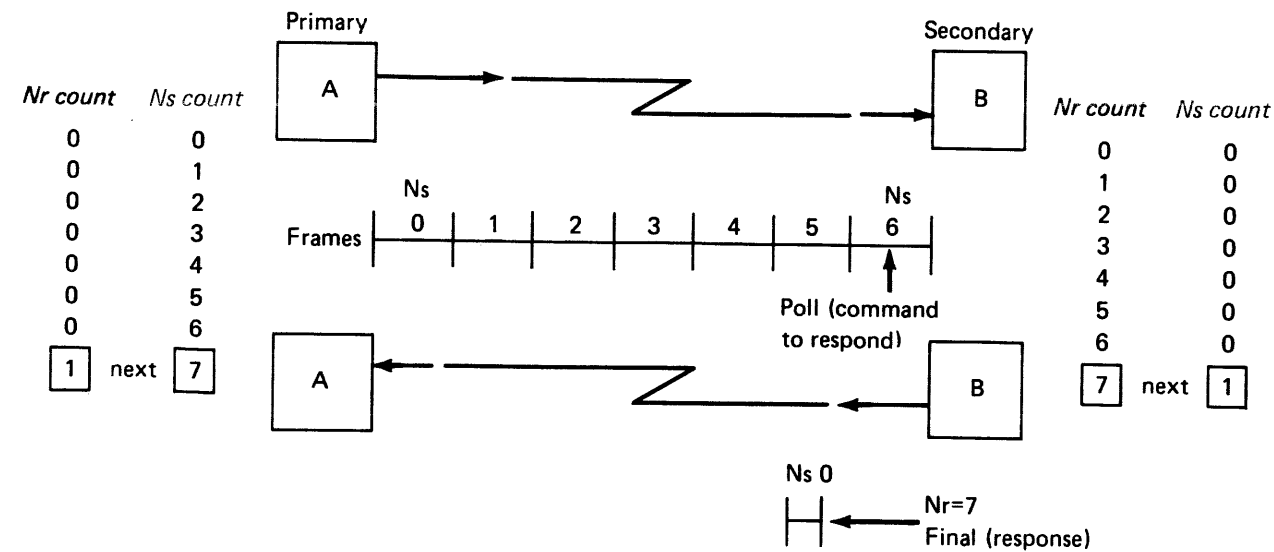 Primary
Secondary
A
B
Nr count Ns count
Nr count Ns count
0 0
0 1
0 2
0 3
0 4
0 5
0 6
1 next 7
0 0
1 0
2 0
3 0
4 0
5 0
6 0
7 next 1
Ns Ns
Frames 0 1 2 3 4 5 6
Poll (command
to respond)
A
B
Ns 0
Nr=7
Final (response)